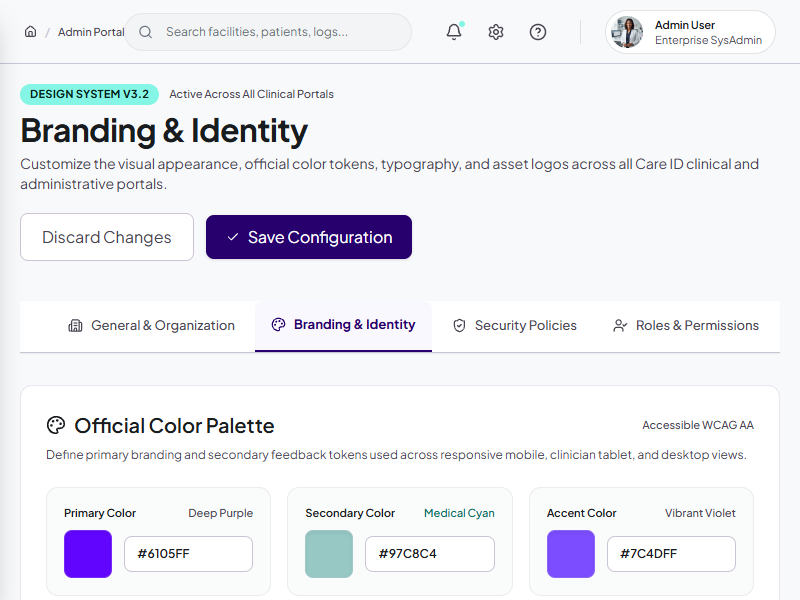 / Admin Portal
Search facilities, patients, logs...
Admin User
Enterprise SysAdmin
DESIGN SYSTEM V3.2
Active Across All Clinical Portals
Branding & Identity
Customize the visual appearance, official color tokens, typography, and asset logos across all Care ID clinical and
administrative portals.
Discard Changes
Save Configuration
General & Organization
Branding & Identity
Security Policies
Roles & Permissions
Official Color Palette
Accessible WCAG AA
Define primary branding and secondary feedback tokens used across responsive mobile, clinician tablet, and desktop views.
Primary Color
Deep Purple
#6105FF
Secondary Color
Medical Cyan
#97C8C4
Accent Color
Vibrant Violet
#7C4DFF